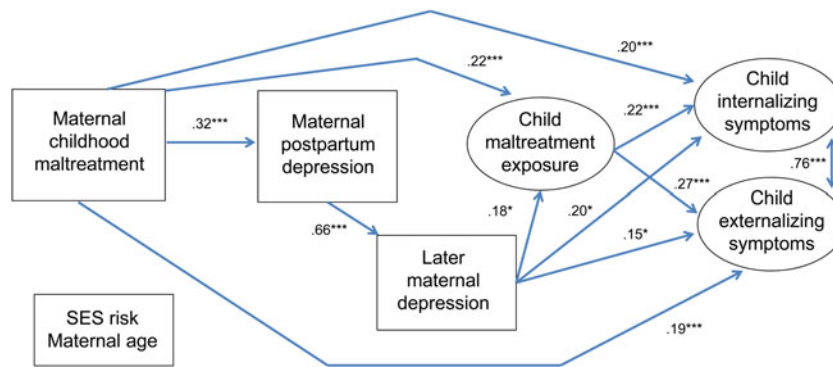 .20***
.22***
Child
internalizing
symptoms
Maternal
childhood
maltreatment
.32***
Maternal
postpartum
depression
Child
maltreatment
exposure
.22***
.76***
.27***
Child
externalizing
symptoms
.18*
.20*
.15*
.66***
Later
maternal
depression
SES risk
Maternal age
.19***